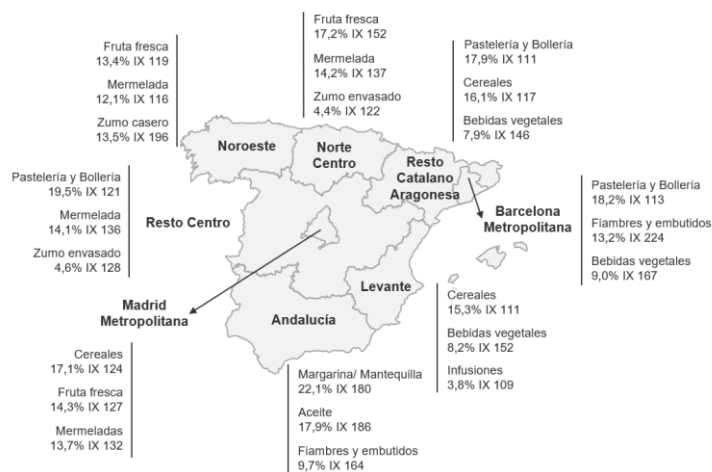 Fruta fresca
13,4% IX 119
Mermelada
12,1% IX 116
Zumo casero
13,5% IX 196
Noroeste
Fruta fresca
17,2% IX 152
Mermelada
14,2% IX 137
Zumo envasado
4,4% IX 122
Norte
Centro
Pastelería y Bollería
17,9% IX 111
Cereales
16,1% IX 117
Bebidas vegetales
7,9% IX 146
Resto
Catalano
Aragonesa
Pastelería y Bollería
19,5% IX 121
Mermelada
14,1% IX 136
Zumo envasado
4,6% IX 128
Resto Centro
Barcelona
Metropolitana
Pastelería y Bollería
18,2% IX 113
Fiambres y embutidos
13,2% IX 224
Bebidas vegetales
9,0% IX 167
Madrid
Metropolitana
Cereales
17,1% IX 124
Fruta fresca
14,3% IX 127
Mermeladas
13,7% IX 132
Andalucía
Margarina/ Mantequilla
22,1% IX 180
Aceite
17,9% IX 186
Fiambres y embutidos
9,7% IX 164
Levante
Cereales
15,3% IX 111
Bebidas vegetales
8,2% IX 152
Infusiones
3,8% IX 109